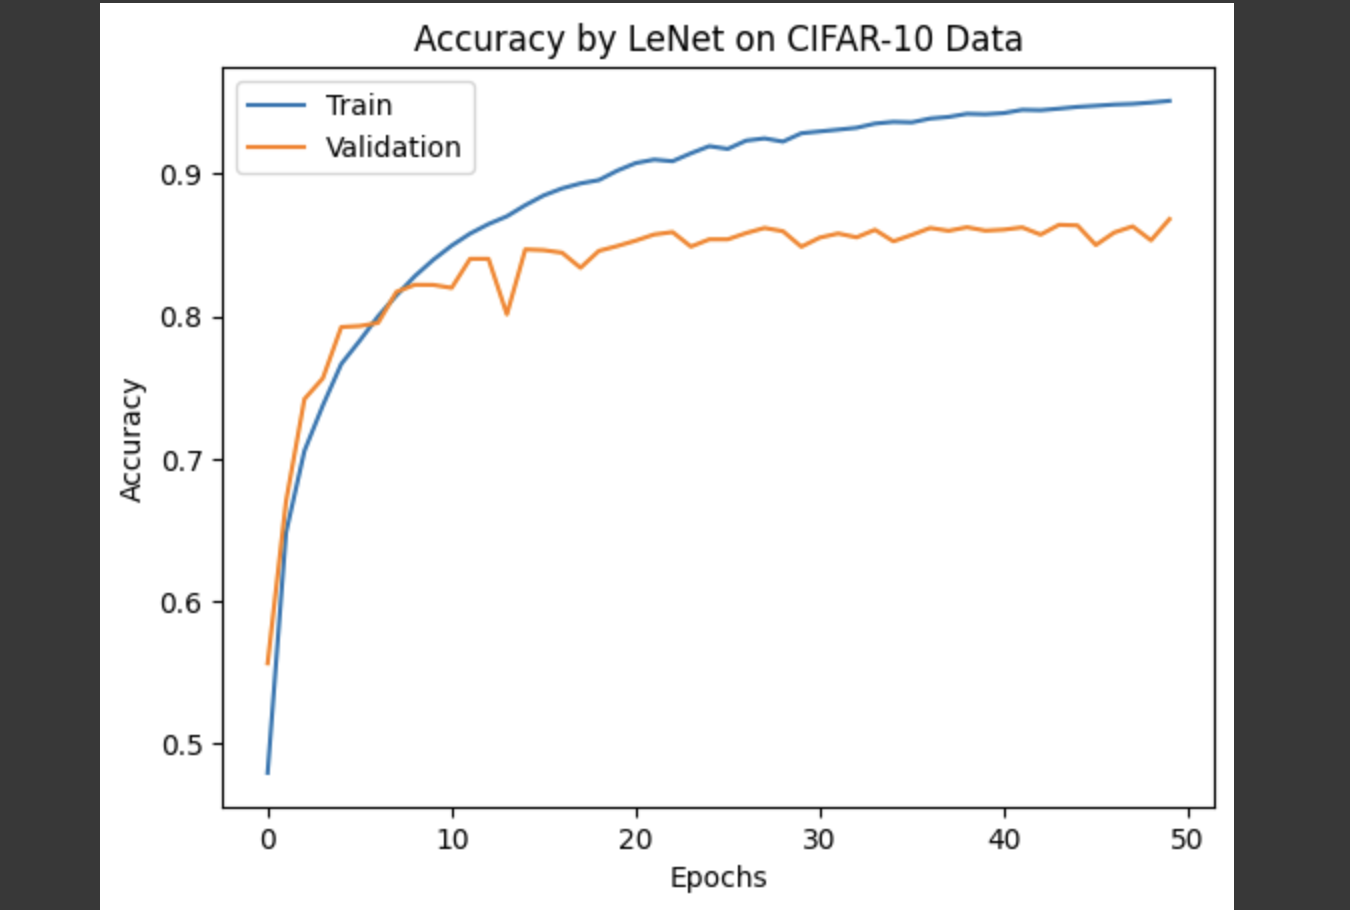 Accuracy by LeNet on CIFAR-10 Data
Train
Validation
0.9
0.8
0.7
0.6
0.5
Accuracy
0 10 20 30 40 50
Epochs